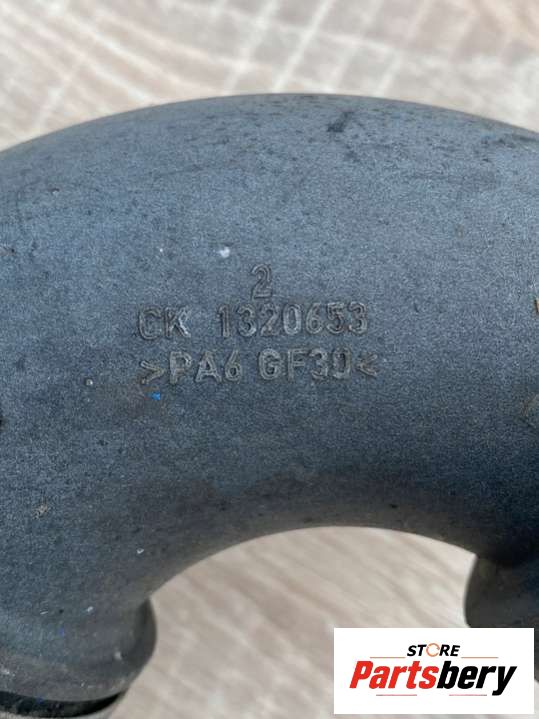 2
CK 1320653
>PA6 GF30<
STORE
Partsbery